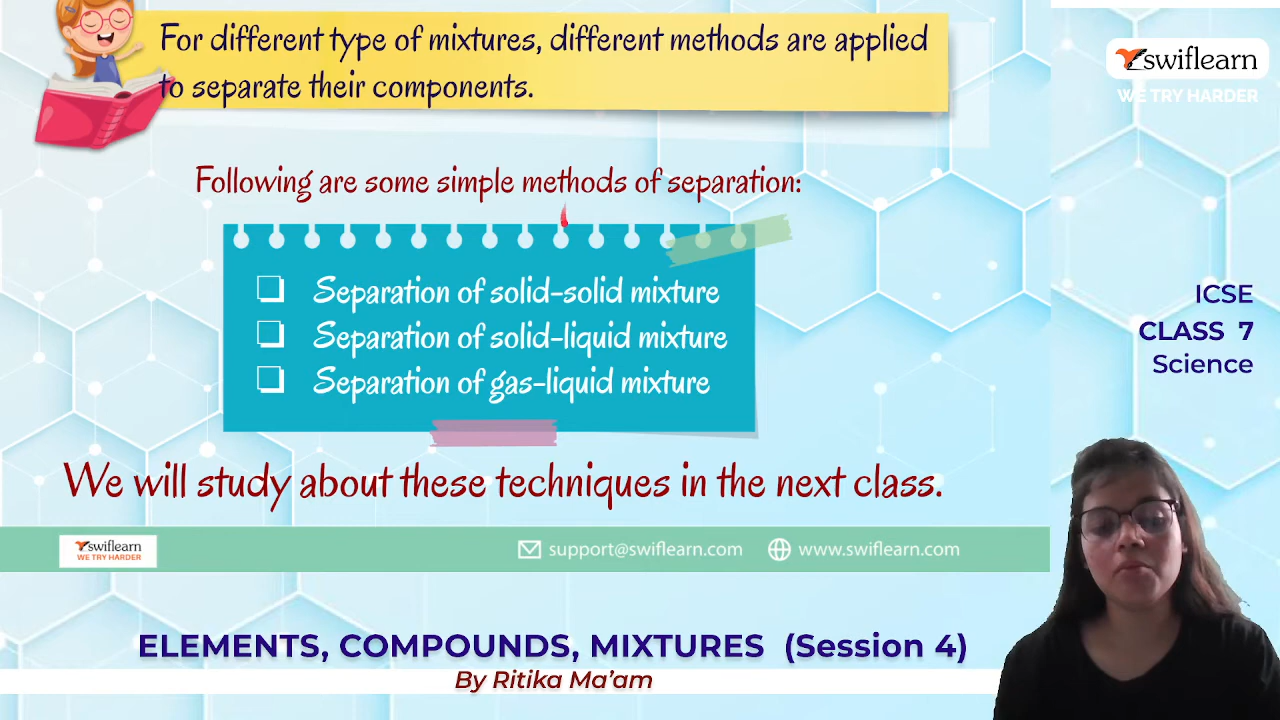 For different type of mixtures, different methods are applied
to separate their components.
swiflearn
WE TRY HARDER
Following are some simple methods of separation:
Separation of solid-solid mixture
Separation of solid-liquid mixture
Separation of gas-liquid mixture
ICSE
CLASS 7
Science
We will study about these techniques in the next class.
swiflearn
WE TRY HARDER
support@swiflearn.com
www.swiflearn.com
ELEMENTS, COMPOUNDS, MIXTURES (Session 4)
By Ritika Ma'am